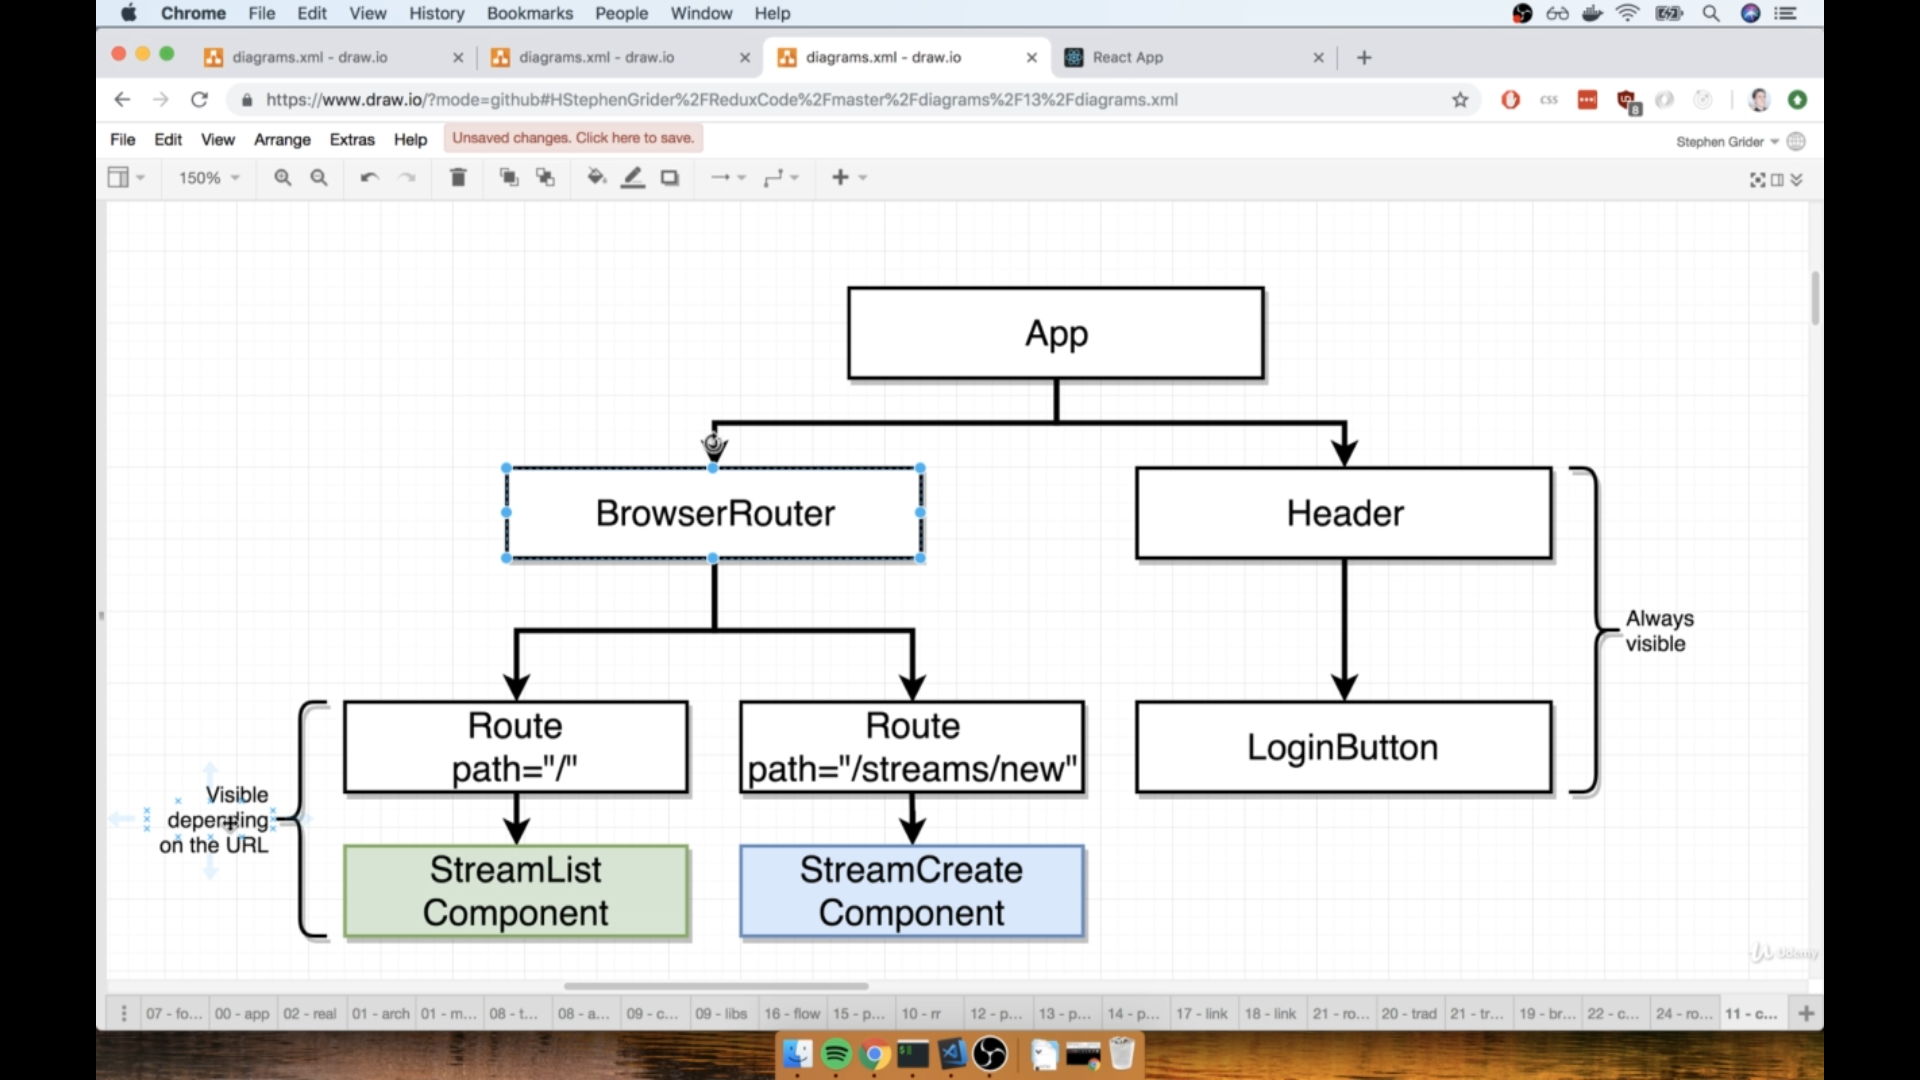 Chrome File Edit View History Bookmarks People Window Help
diagrams.xml - draw.io
diagrams.xml - draw.io
diagrams.xml - draw.io
React App
https://www.draw.io/?mode=github#HStephenGrider%2FReduxCode%2Fmaster%2Fdiagrams%2F13%2Fdiagrams.xml
css
8
File Edit View Arrange Extras Help
Unsaved changes. Click here to save.
Stephen Grider
150%
App
BrowserRouter
Header
Always
visible
Route
path="/"
Route
path="/streams/new"
LoginButton
Visible
depending
on the URL
StreamList
Component
StreamCreate
Component
Udemy
07 - fo... 00 - app 02 - real 01 - arch 01 - m... 08 - t... 08 - a... 09 - c... 09 - libs 16 - flow 15 - p... 10 - rr 12 - p... 13 - p... 14 - p... 17 - link 18 - link 21 - ro... 20 - trad 21 - tr... 19 - br... 22 - c... 24 - ro... 11 - c...